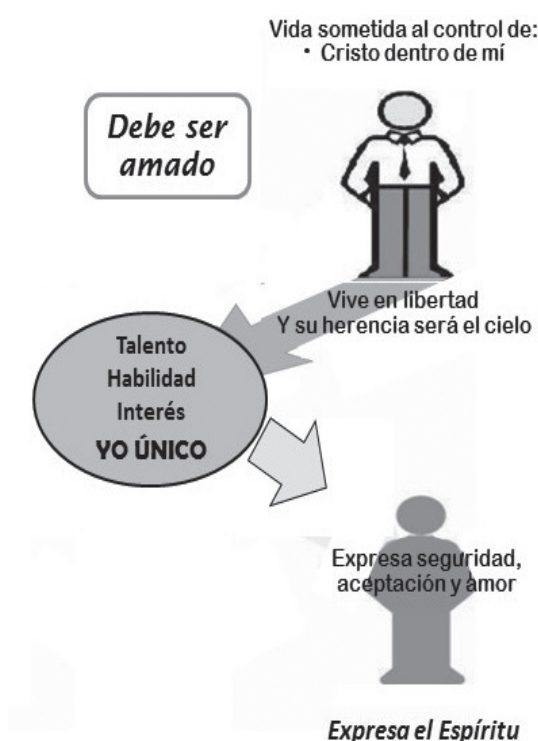 Vida sometida al control de:
• Cristo dentro de mí
Debe ser
amado
Vive en libertad
Y su herencia será el cielo
Talento
Habilidad
Interés
YO ÚNICO
Expresa seguridad,
aceptación y amor
Expresa el Espíritu